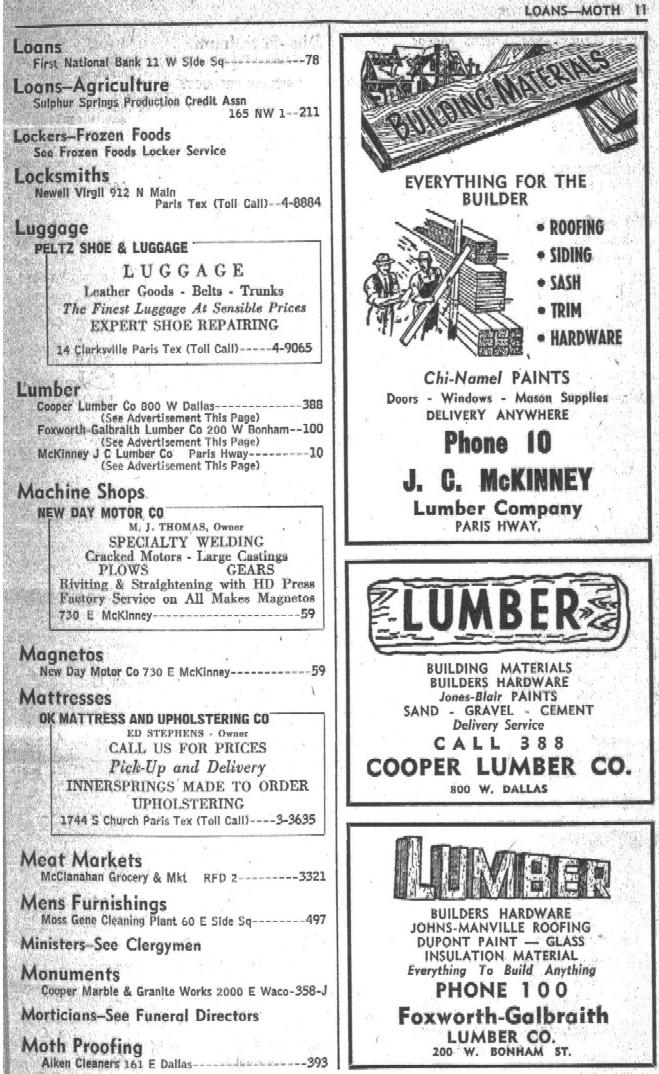 LOANS—MOTH 11
Loans
First National Bank 11 W Side Sq------------78
Loans—Agriculture
Sulphur Springs Production Credit Assn
165 NW 1--211
Lockers—Frozen Foods
See Frozen Foods Locker Service
Locksmiths
Newell Virgil 912 N Main
Paris Tex (Toll Call)--4-8884
Luggage
PELTZ SHOE & LUGGAGE
LUGGAGE
Leather Goods - Belts - Trunks
The Finest Luggage At Sensible Prices
EXPERT SHOE REPAIRING
14 Clarksville Paris Tex (Toll Call)-----4-9065
Lumber
Cooper Lumber Co 800 W Dallas-------------388
(See Advertisement This Page)
Foxworth-Galbraith Lumber Co 200 W Bonham--100
(See Advertisement This Page)
McKinney J C Lumber Co Paris Hway---------10
(See Advertisement This Page)
Machine Shops
NEW DAY MOTOR CO
M. J. THOMAS, Owner
SPECIALTY WELDING
Cracked Motors - Large Castings
PLOWS GEARS
Riviting & Straightening with HD Press
Factory Service on All Makes Magnetos
730 E McKinney---------------------59
Magnetos
New Day Motor Co 730 E McKinney------------59
Mattresses
OK MATTRESS AND UPHOLSTERING CO
ED STEPHENS - Owner
CALL US FOR PRICES
Pick-Up and Delivery
INNERSPRINGS MADE TO ORDER
UPHOLSTERING
1744 S Church Paris Tex (Toll Call)----3-3635
Meat Markets
McClanahan Grocery & Mkt RFD 2---------3321
Mens Furnishings
Moss Gene Cleaning Plant 60 E Side Sq--------497
Ministers—See Clergymen
Monuments
Cooper Marble & Granite Works 2000 E Waco-358-J
Morticians—See Funeral Directors
Moth Proofing
Aiken Cleaners 161 E Dallas-----------------393
BUILDING MATERIALS
EVERYTHING FOR THE
BUILDER
• ROOFING
• SIDING
• SASH
• TRIM
• HARDWARE
Chi-Namel PAINTS
Doors - Windows - Mason Supplies
DELIVERY ANYWHERE
Phone 10
J. C. McKINNEY
Lumber Company
PARIS HWAY.
LUMBER
BUILDING MATERIALS
BUILDERS HARDWARE
Jones-Blair PAINTS
SAND - GRAVEL - CEMENT
Delivery Service
CALL 388
COOPER LUMBER CO.
800 W. DALLAS
LUMBER
BUILDERS HARDWARE
JOHNS-MANVILLE ROOFING
DUPONT PAINT — GLASS
INSULATION MATERIAL
Everything To Build Anything
PHONE 100
Foxworth-Galbraith
LUMBER CO.
200 W. BONHAM ST.